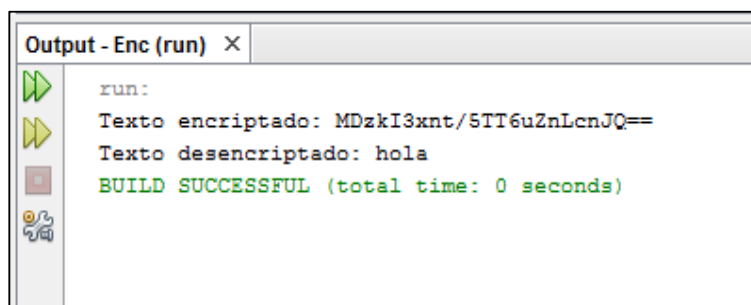 Output - Enc (run) ×
run:
Texto encriptado: MDzkI3xnt/5TT6uZnLcnJQ==
Texto desencriptado: hola
BUILD SUCCESSFUL (total time: 0 seconds)